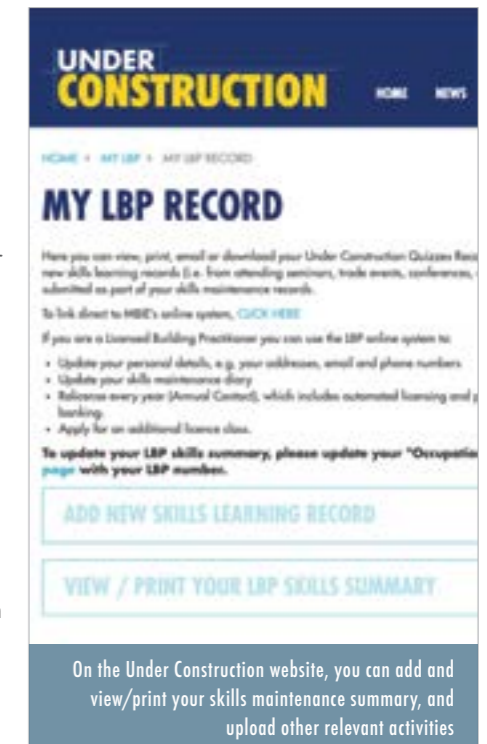 UNDER
CONSTRUCTION
HOME NEWS
HOME MY LBP MY LBP RECORD
MY LBP RECORD
Here you can view, print, email or download your Under Construction Quizzes Reco
new skills learning records (i.e. from attending seminars, trade events, conferences,
submitted as part of your skills maintenance records.
To link direct to MBIE's online system, CLICK HERE
If you are a Licensed Building Practitioner you can use the LBP online system to:
• Update your personal details, e.g. your addresses, email and phone numbers
• Update your skills maintenance diary
• Relicense every year (Annual Contact), which includes automated licensing and p
banking.
• Apply for an additional licence class.
To update your LBP skills summary, please update your "Occupatio
page with your LBP number.
ADD NEW SKILLS LEARNING RECORD
VIEW / PRINT YOUR LBP SKILLS SUMMARY
On the Under Construction website, you can add and
view/print your skills maintenance summary, and
upload other relevant activities